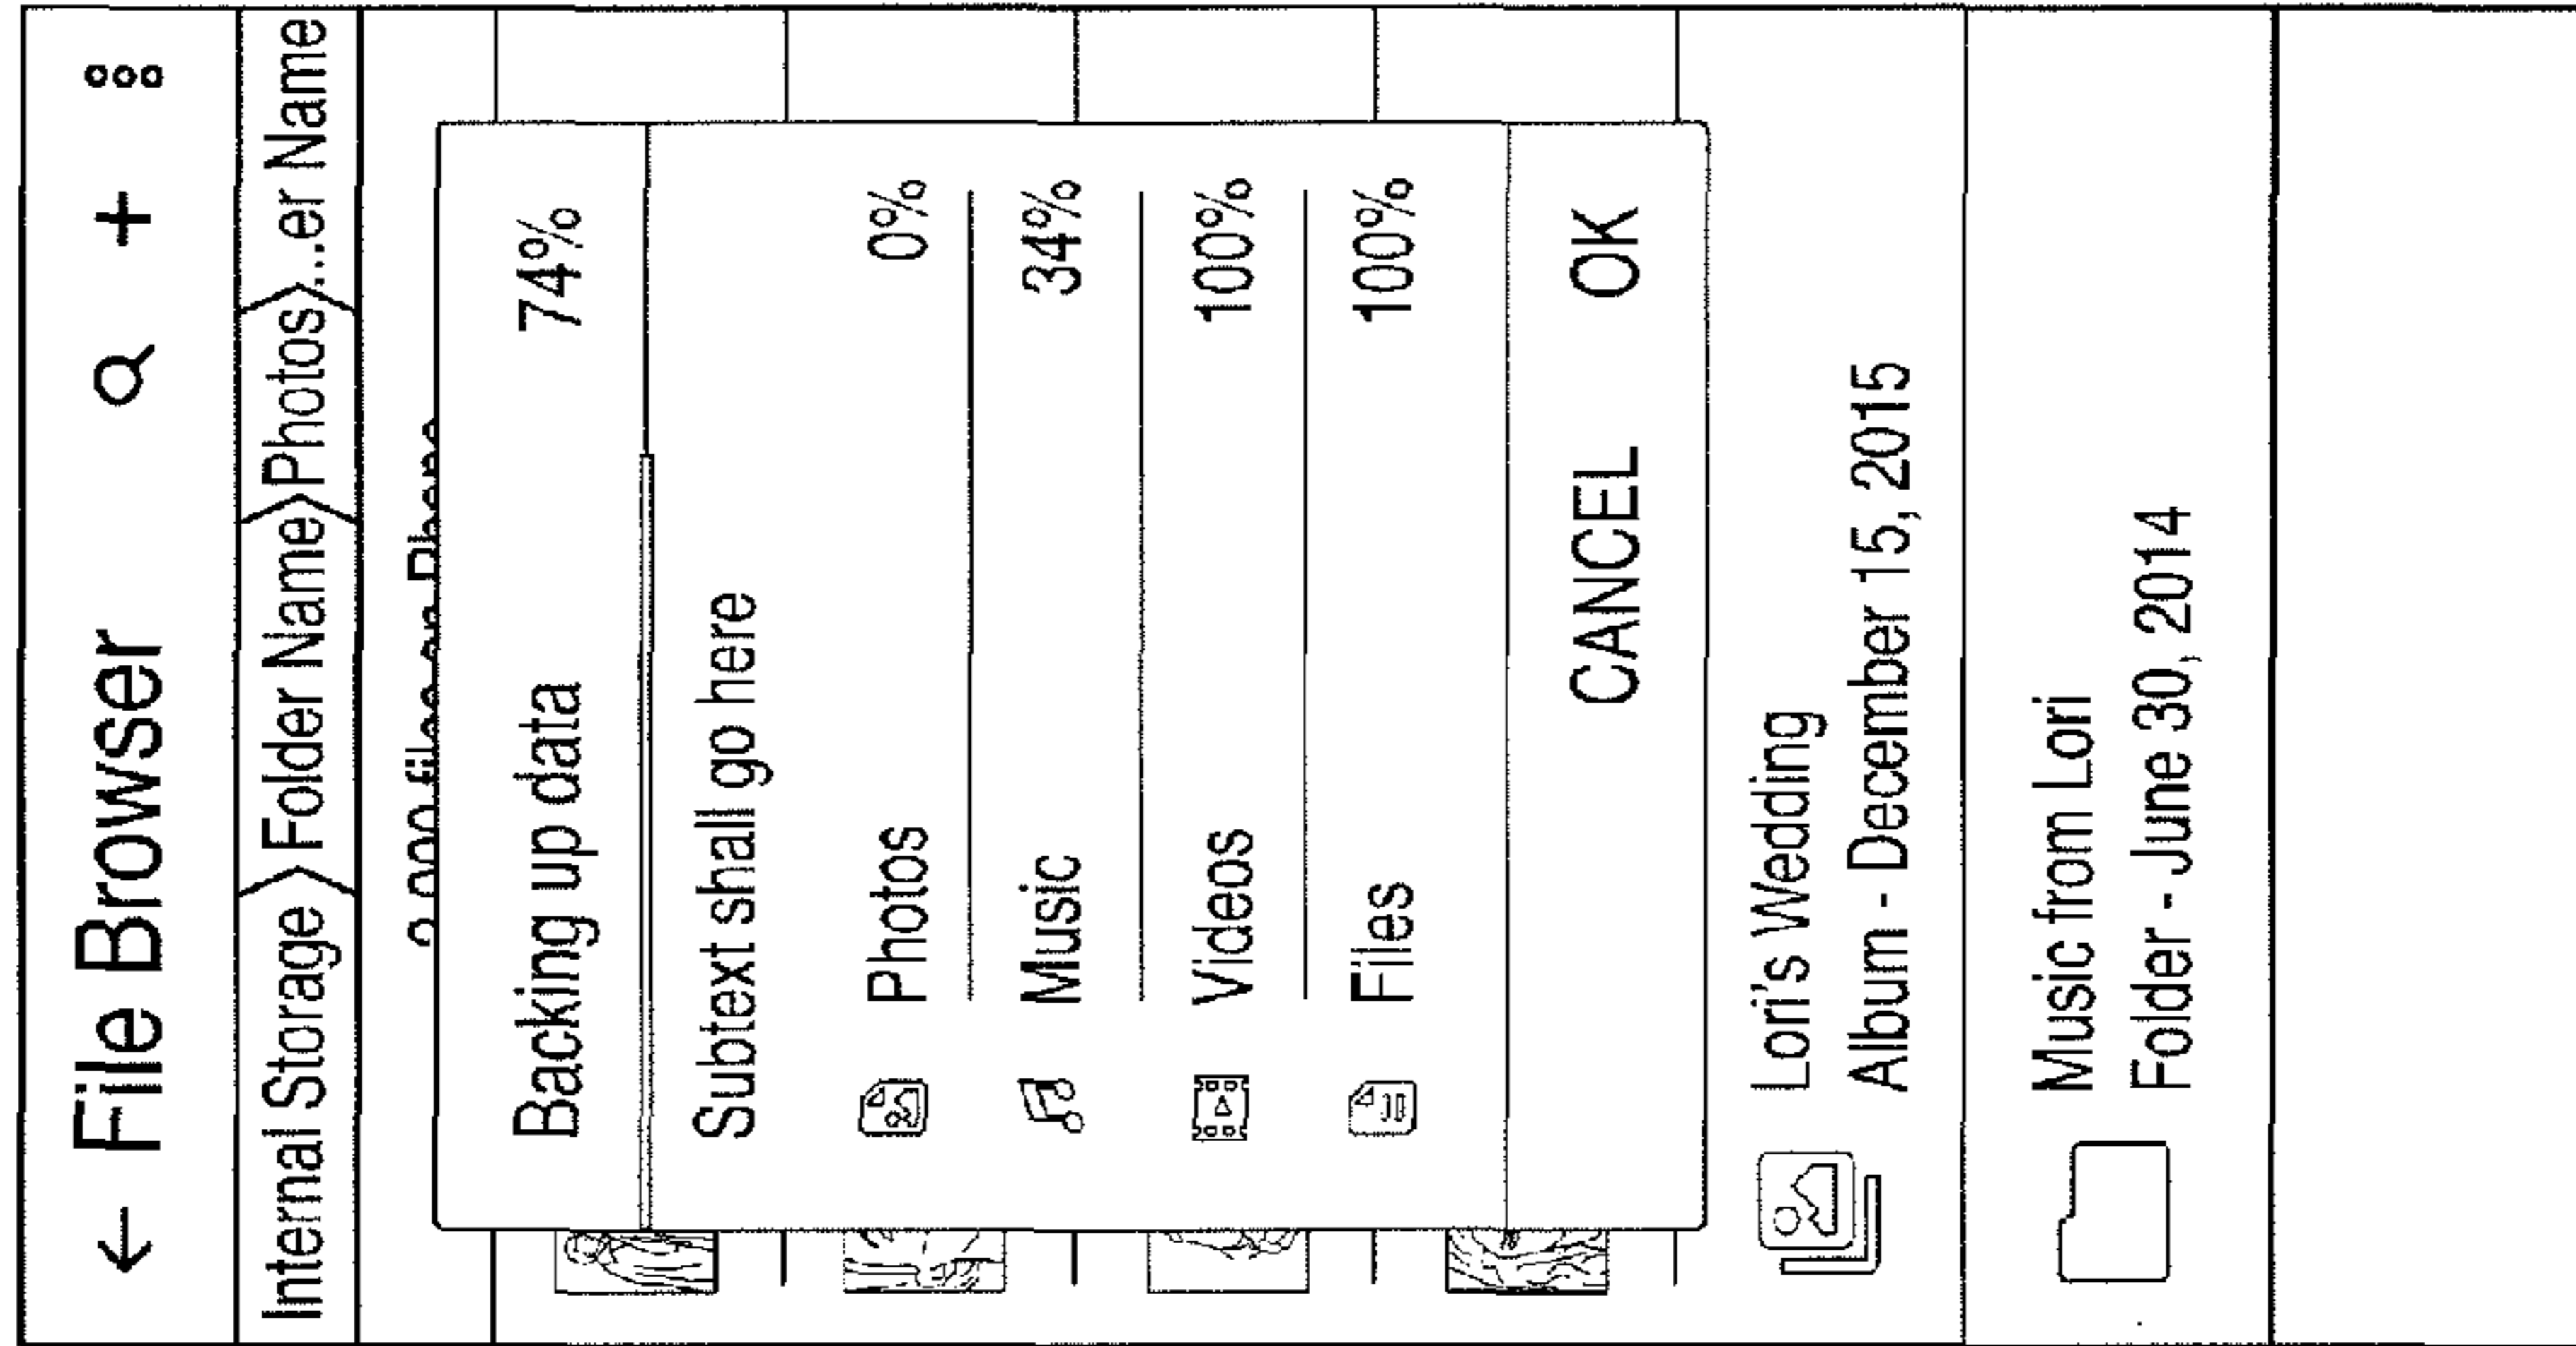 File Browser
Internal Storage Folder Name Photos ...er Name
Backing up data 74%
Subtext shall go here
Photos 0%
Music 34%
Videos 100%
Files 100%
CANCEL OK
Lori's Wedding
Album - December 15, 2015
Music from Lori
Folder - June 30, 2014